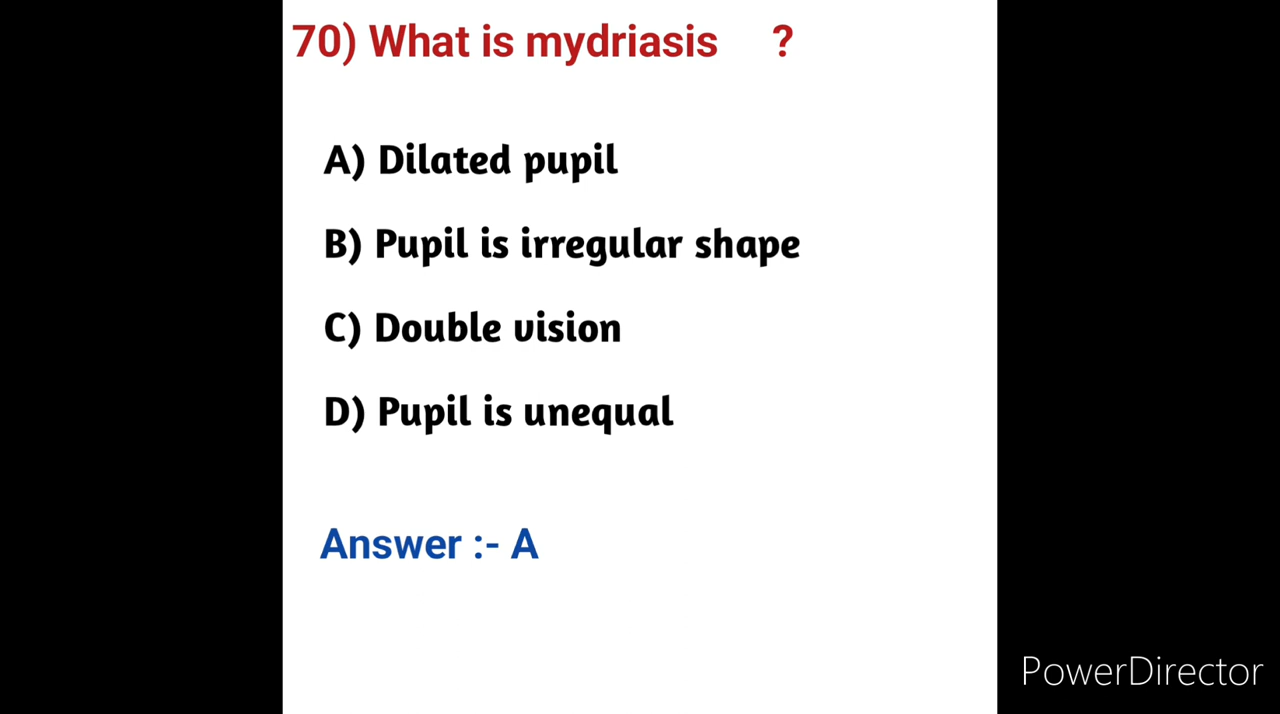 70) What is mydriasis ?
A) Dilated pupil
B) Pupil is irregular shape
C) Double vision
D) Pupil is unequal
Answer :- A
PowerDirector